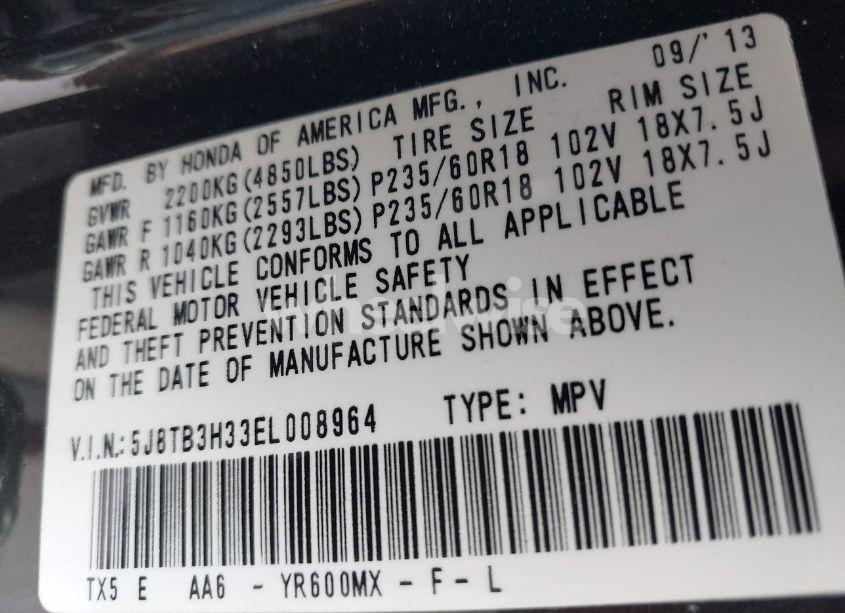 MFD. BY HONDA OF AMERICA MFG., INC. 09/'13
GVWR 2200KG(4850LBS) TIRE SIZE RIM SIZE
GAWR F 1160KG(2557LBS) P235/60R18 102V 18X7.5J
GAWR R 1040KG(2293LBS) P235/60R18 102V 18X7.5J
THIS VEHICLE CONFORMS TO ALL APPLICABLE
FEDERAL MOTOR VEHICLE SAFETY
AND THEFT PREVENTION STANDARDS IN EFFECT
ON THE DATE OF MANUFACTURE SHOWN ABOVE.
V.I.N.: 5J8TB3H33EL008964 TYPE: MPV
TX5 E AA6 - YR600MX - F - L